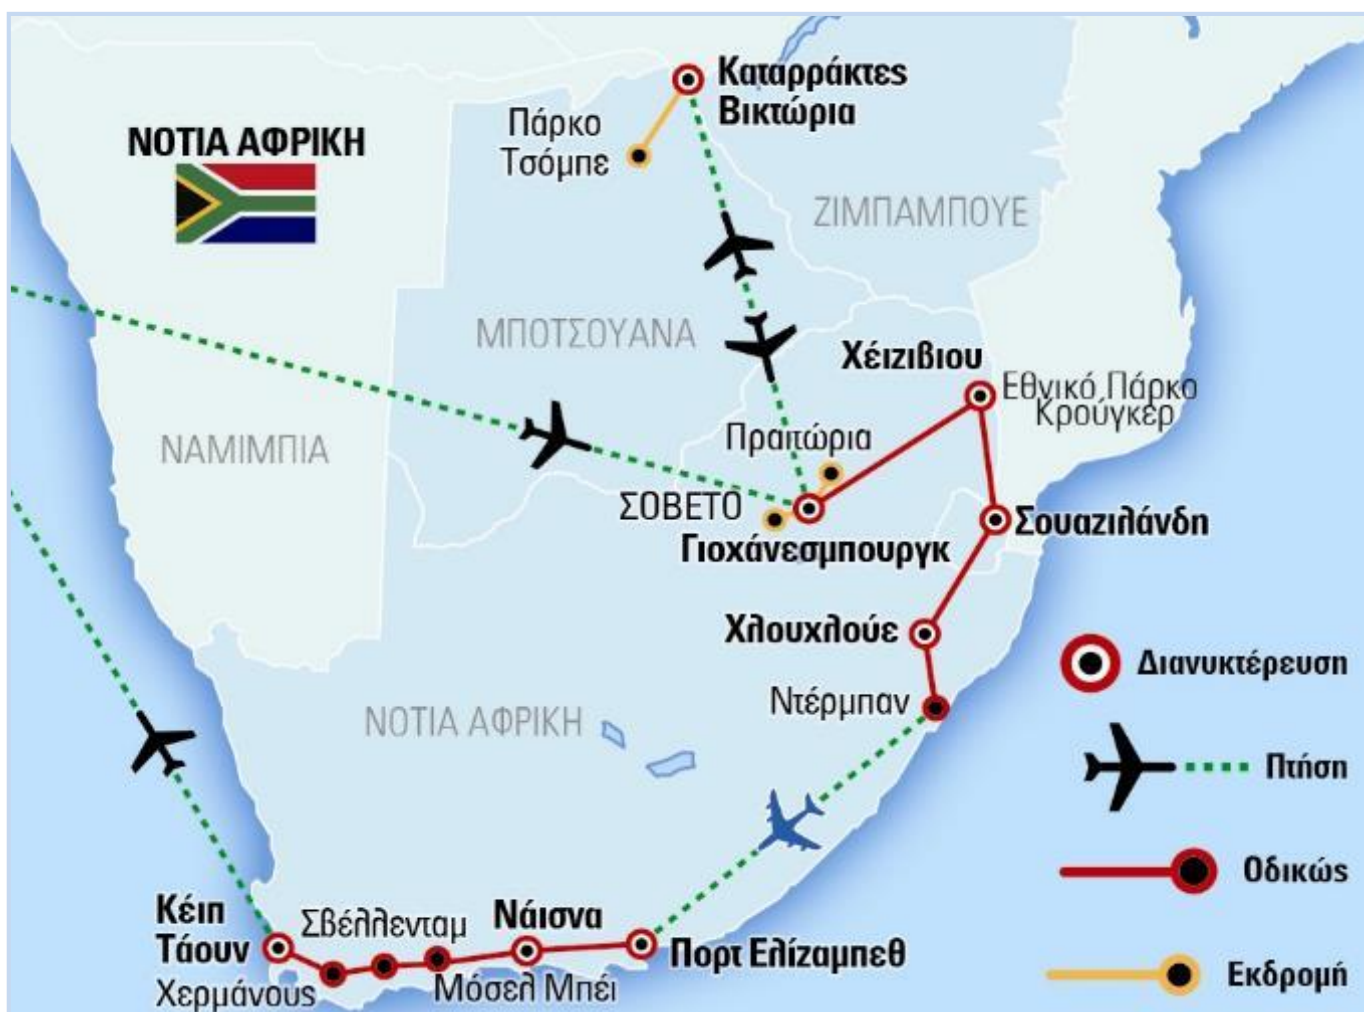 Καταρράκτες
Βικτώρια
Πάρκο
Τσόμπε
ΝΟΤΙΑ ΑΦΡΙΚΗ
ΖΙΜΠΑΜΠΟΥΕ
ΜΠΟΤΣΟΥΑΝΑ
Χέιζιβιου
Εθνικό Πάρκο
Κρούγκερ
ΝΑΜΙΜΠΙΑ
Πραιτώρια
ΣΟΒΕΤΟ
Γιοχάνεσμπουργκ
Σουαζιλάνδη
Χλουχλούε
Διανυκτέρευση
Ντέρμπαν
ΝΟΤΙΑ ΑΦΡΙΚΗ
Πτήση
Οδικώς
Κέιπ
Τάουν
Σβέλλενταμ
Νάισνα
Πορτ Ελίζαμπεθ
Χερμάνους
Μόσελ Μπέι
Εκδρομή